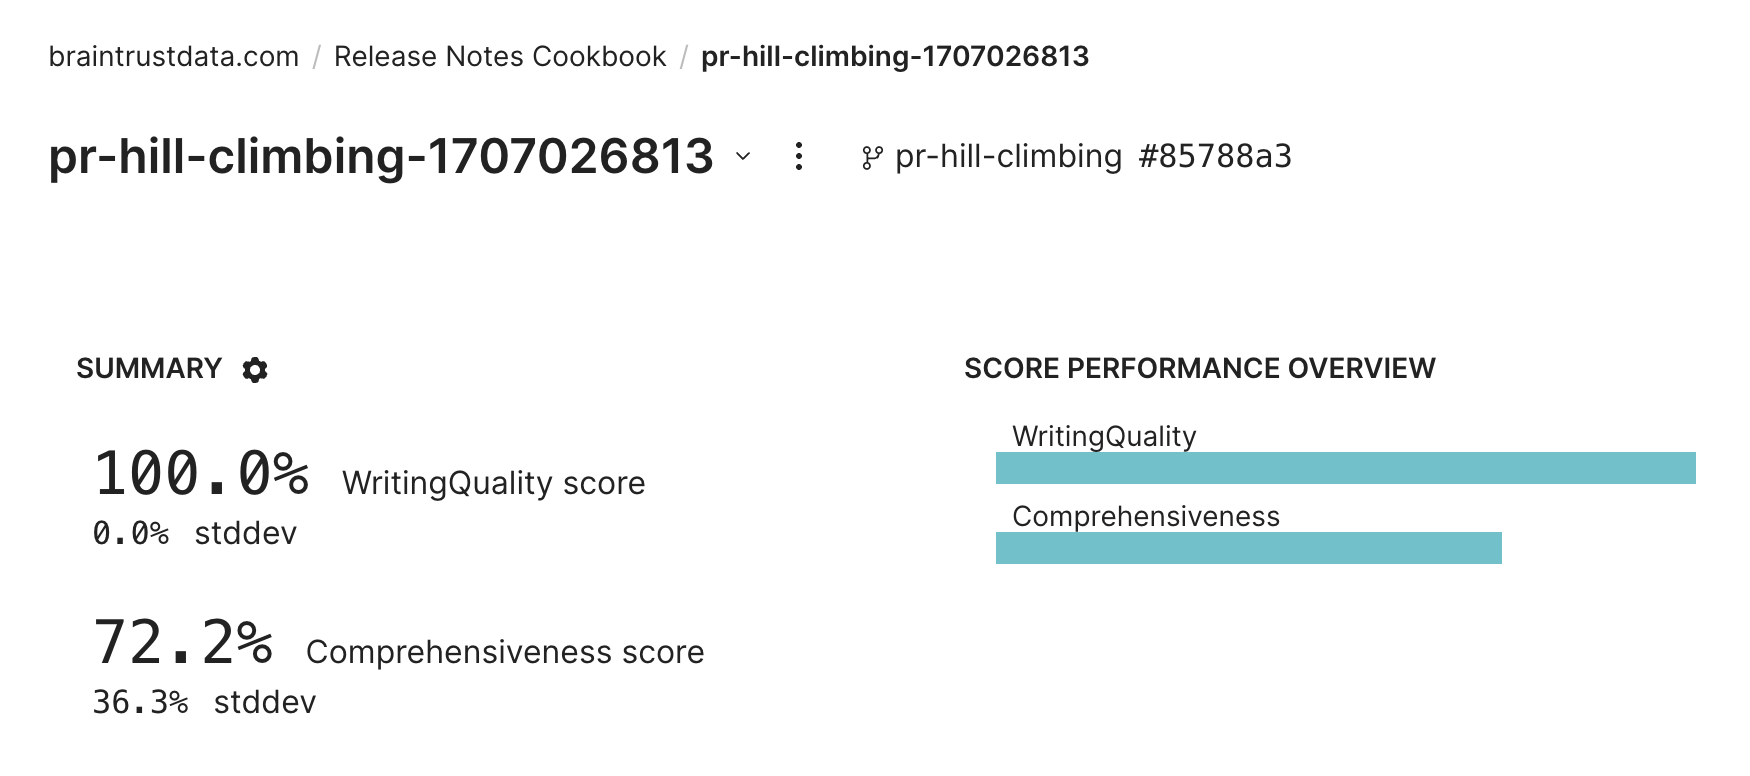 braintrustdata.com / Release Notes Cookbook / pr-hill-climbing-1707026813
pr-hill-climbing-1707026813 pr-hill-climbing #85788a3
SUMMARY
100.0% WritingQuality score
0.0% stddev
72.2% Comprehensiveness score
36.3% stddev
SCORE PERFORMANCE OVERVIEW
WritingQuality
Comprehensiveness